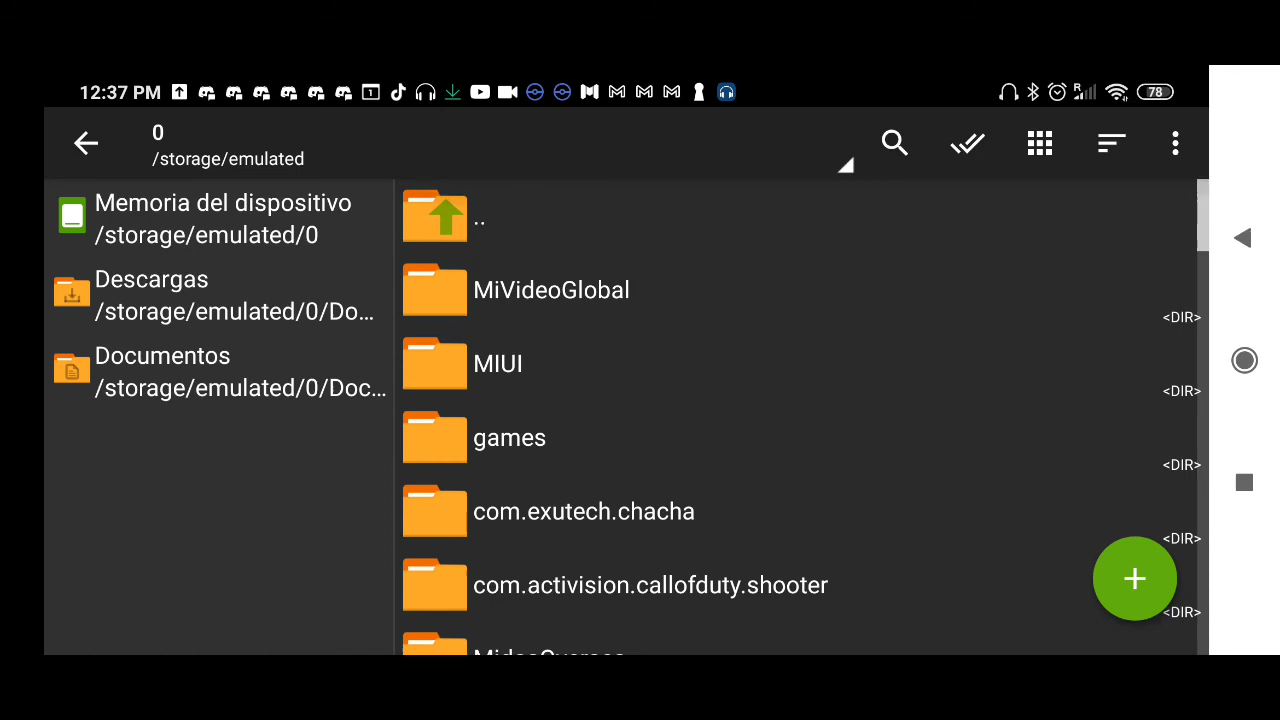 12:37 PM
1
R
78
0
/storage/emulated
Memoria del dispositivo
/storage/emulated/0
Descargas
/storage/emulated/0/Do...
Documentos
/storage/emulated/0/Doc...
..
MiVideoGlobal
<DIR>
MIUI
<DIR>
games
<DIR>
com.exutech.chacha
<DIR>
com.activision.callofduty.shooter
<DIR>